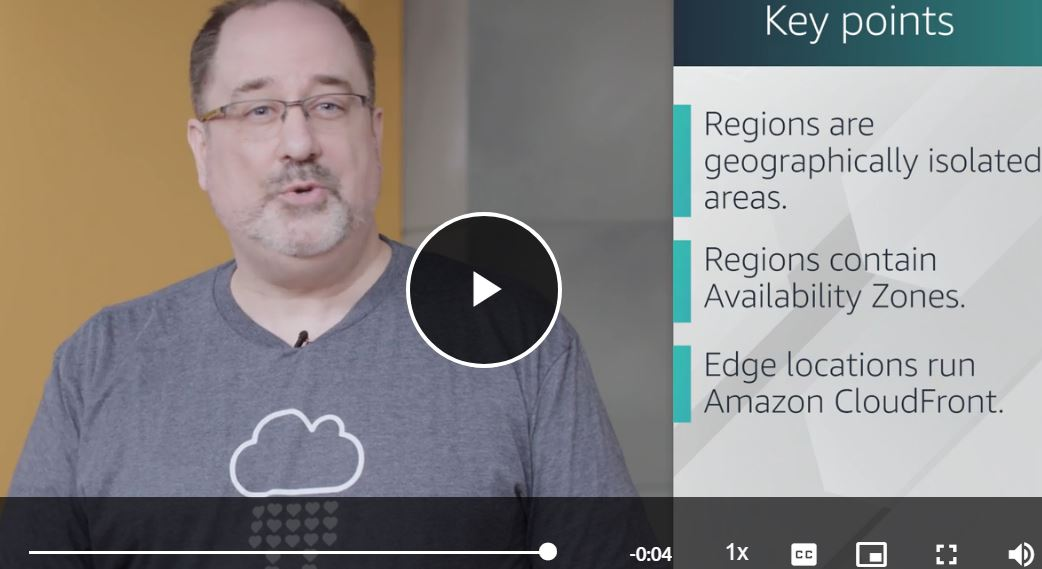 Key points
Regions are
geographically isolated
areas.
Regions contain
Availability Zones.
Edge locations run
Amazon CloudFront.
-0:04
1x
CC